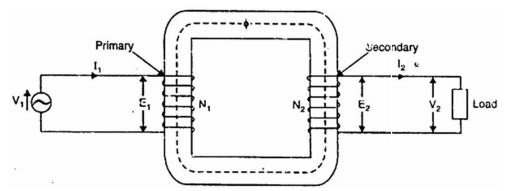 ϕ
Primary
Secondary
I₁
I₂
V₁
E₁
N₁
N₂
E₂
V₂
Load